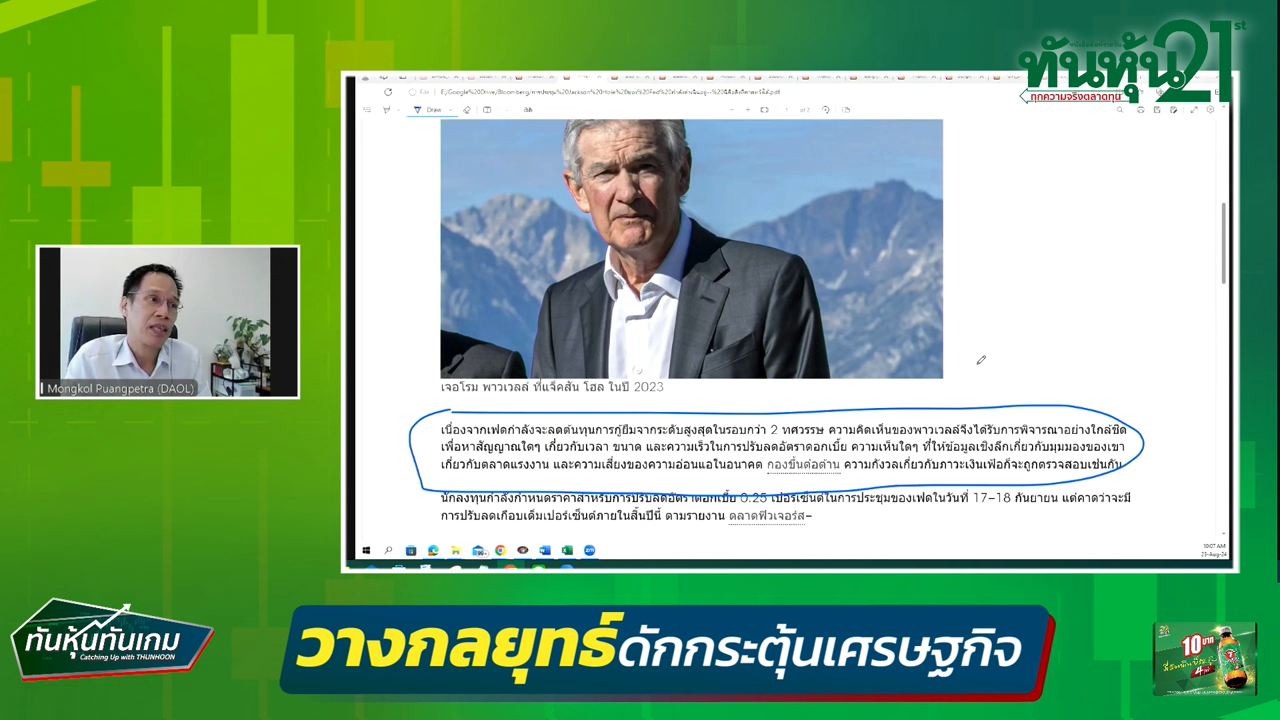 ทันหุ้น 21st
ทุกความจริงตลาดทุน
Draw
เจอโรม พาวเวลล์ ที่แจ็คสัน โฮล ในปี 2023
เนื่องจากเฟดกำลังจะลดต้นทุนการกู้ยืมจากระดับสูงสุดในรอบกว่า 2 ทศวรรษ ความคิดเห็นของพาวเวลล์จึงได้รับการพิจารณาอย่างใกล้ชิด
เพื่อหาสัญญาณใดๆ เกี่ยวกับเวลา ขนาด และความเร็วในการปรับลดอัตราดอกเบี้ย ความเห็นใดๆ ที่ให้ข้อมูลเชิงลึกเกี่ยวกับมุมมองของเขา
เกี่ยวกับตลาดแรงงาน และความเสี่ยงของความอ่อนแอในอนาคต กองขึ้นต่อต้าน ความกังวลเกี่ยวกับภาวะเงินเฟ้อก็จะถูกตรวจสอบเช่นกัน
นักลงทุนกำลังกำหนดราคาสำหรับการปรับลดอัตราดอกเบี้ย 0.25 เปอร์เซ็นต์ในการประชุมของเฟดในวันที่ 17–18 กันยายน แต่คาดว่าจะมี
การปรับลดเกือบเต็มเปอร์เซ็นต์ภายในสิ้นปีนี้ ตามรายงาน ตลาดฟิวเจอร์ส–
10:07 AM
23-Aug-24
Mongkol Puangpetra (DAOL)
ทันหุ้นทันเกม
Catching Up with THUNHOON
วางกลยุทธ์ดักกระตุ้นเศรษฐกิจ
10 บาท